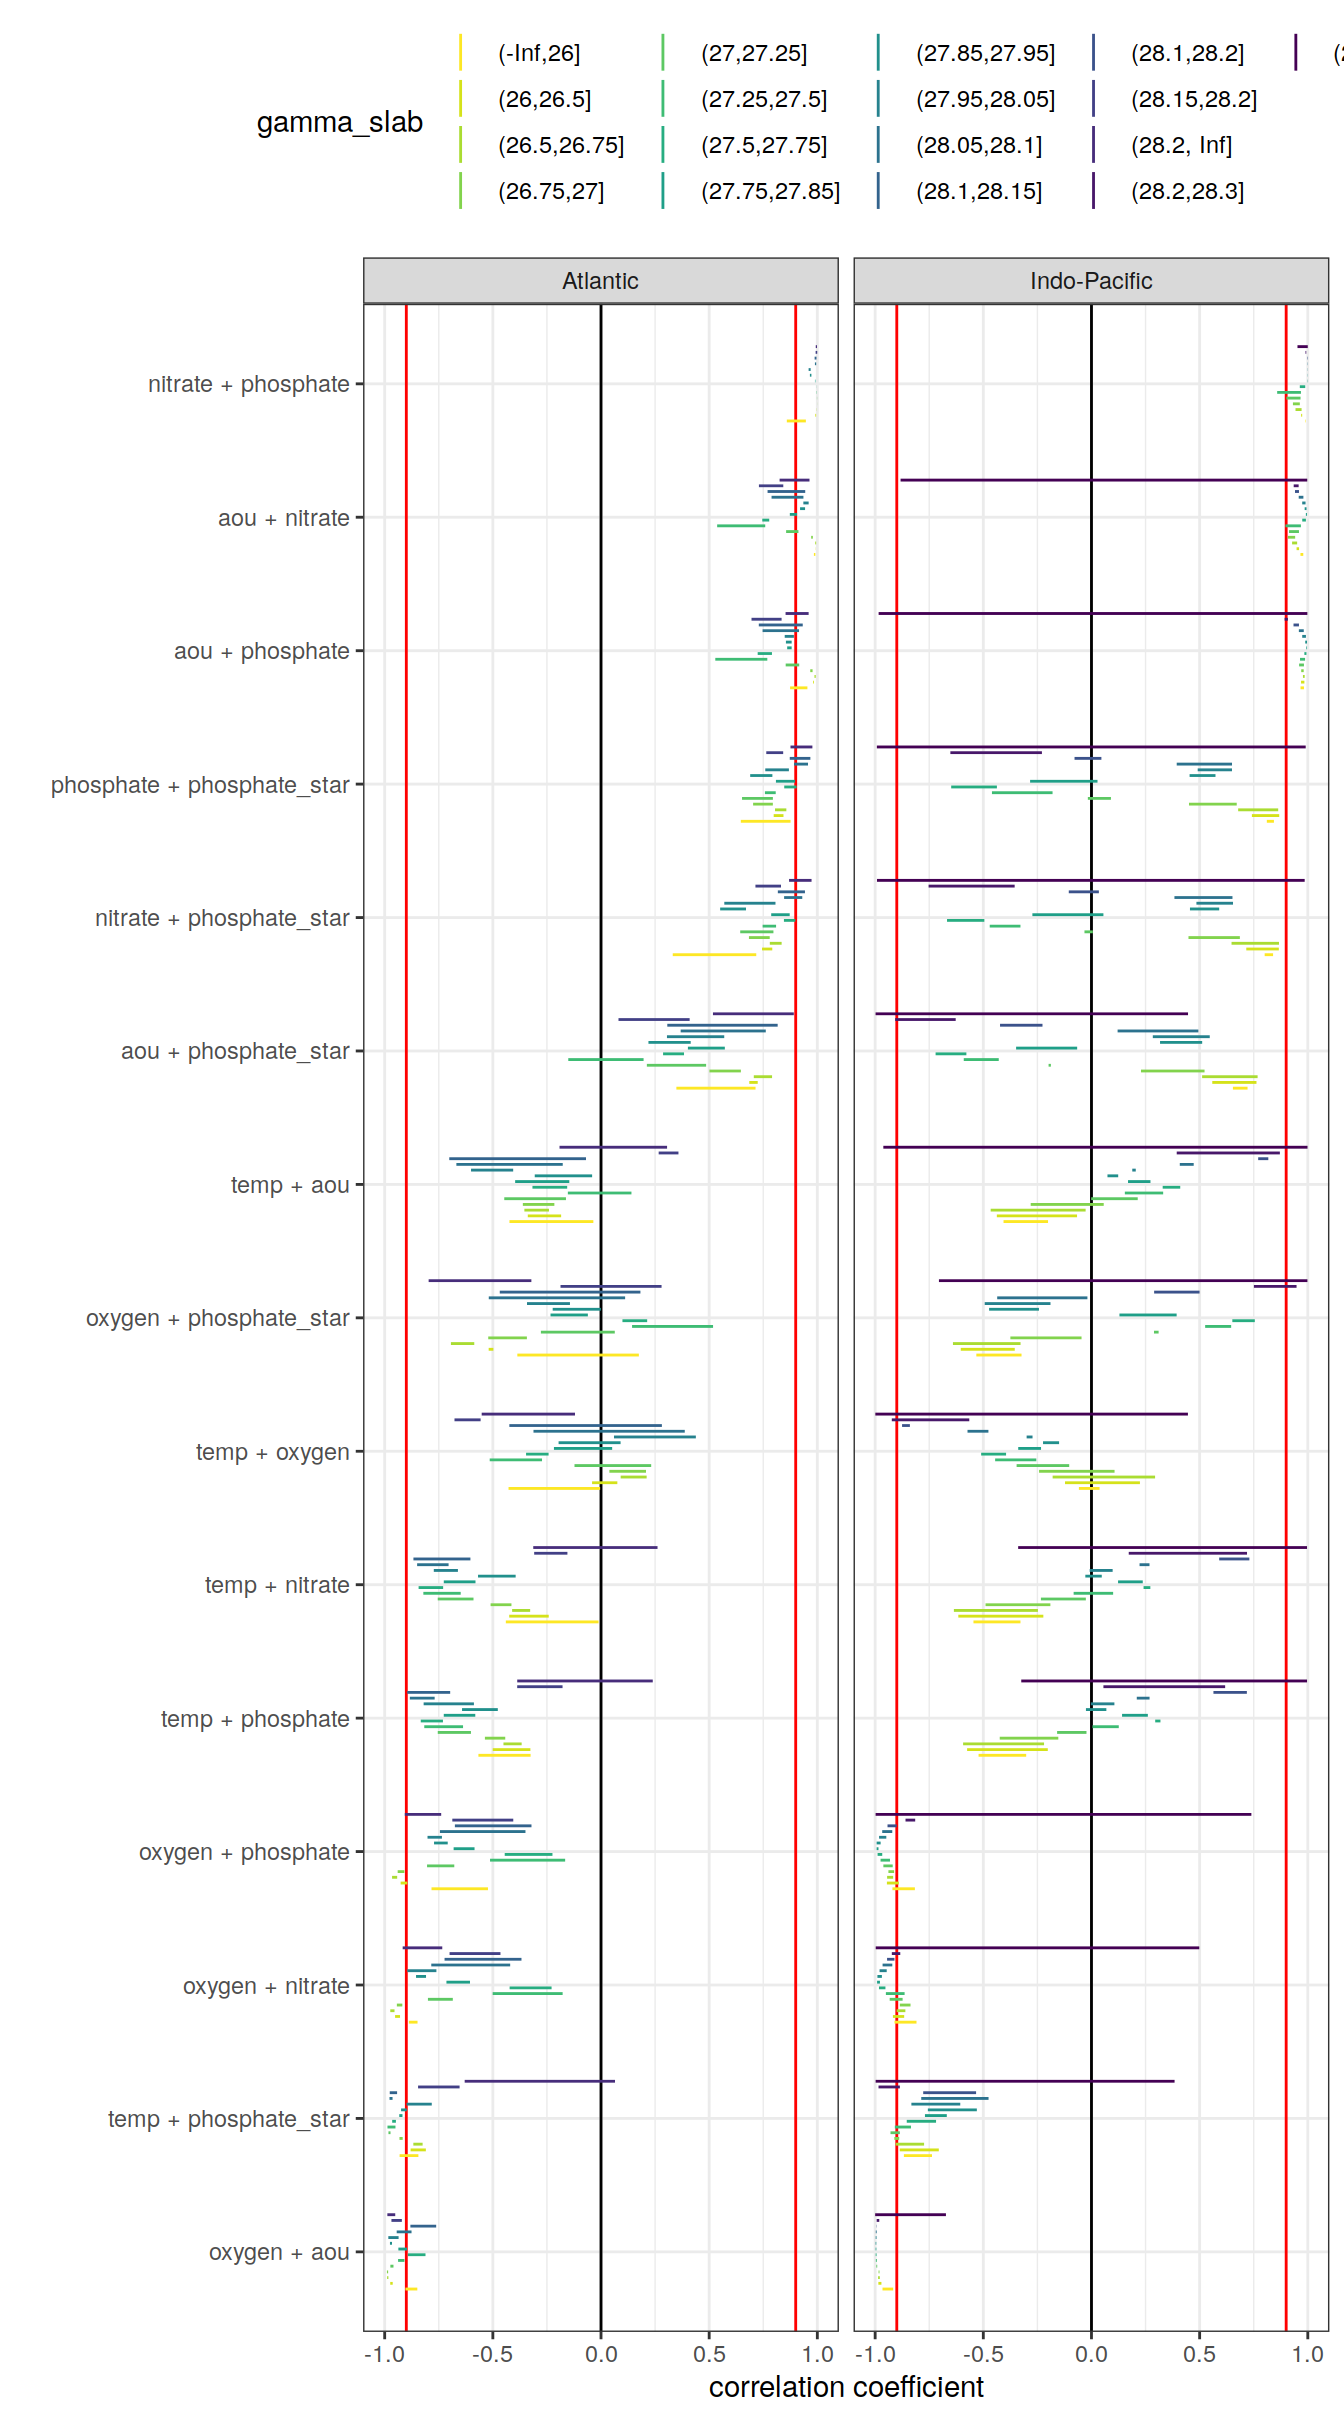 (-Inf,26] (27,27.25] (27.85,27.95] (28.1,28.2]
gamma_slab
(26,26.5] (27.25,27.5] (27.95,28.05] (28.15,28.2]
(26.5,26.75] (27.5,27.75] (28.05,28.1] (28.2, Inf]
(26.75,27] (27.75,27.85] (28.1,28.15] (28.2,28.3]
Atlantic Indo-Pacific
nitrate + phosphate
aou + nitrate
aou + phosphate
phosphate + phosphate_star
nitrate + phosphate_star
aou + phosphate_star
temp + aou
oxygen + phosphate_star
temp + oxygen
temp + nitrate
temp + phosphate
oxygen + phosphate
oxygen + nitrate
temp + phosphate_star
oxygen + aou
-1.0 -0.5 0.0 0.5 1.0 -1.0 -0.5 0.0 0.5 1.0
correlation coefficient